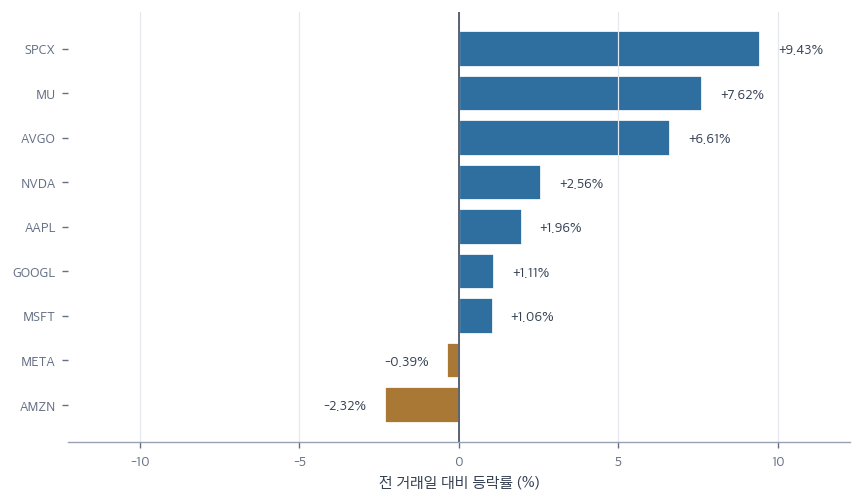 SPCX +9.43%
MU +7.62%
AVGO +6.61%
NVDA +2.56%
AAPL +1.96%
GOOGL +1.11%
MSFT +1.06%
META -0.39%
AMZN -2.32%
-10 -5 0 5 10
전 거래일 대비 등락률 (%)